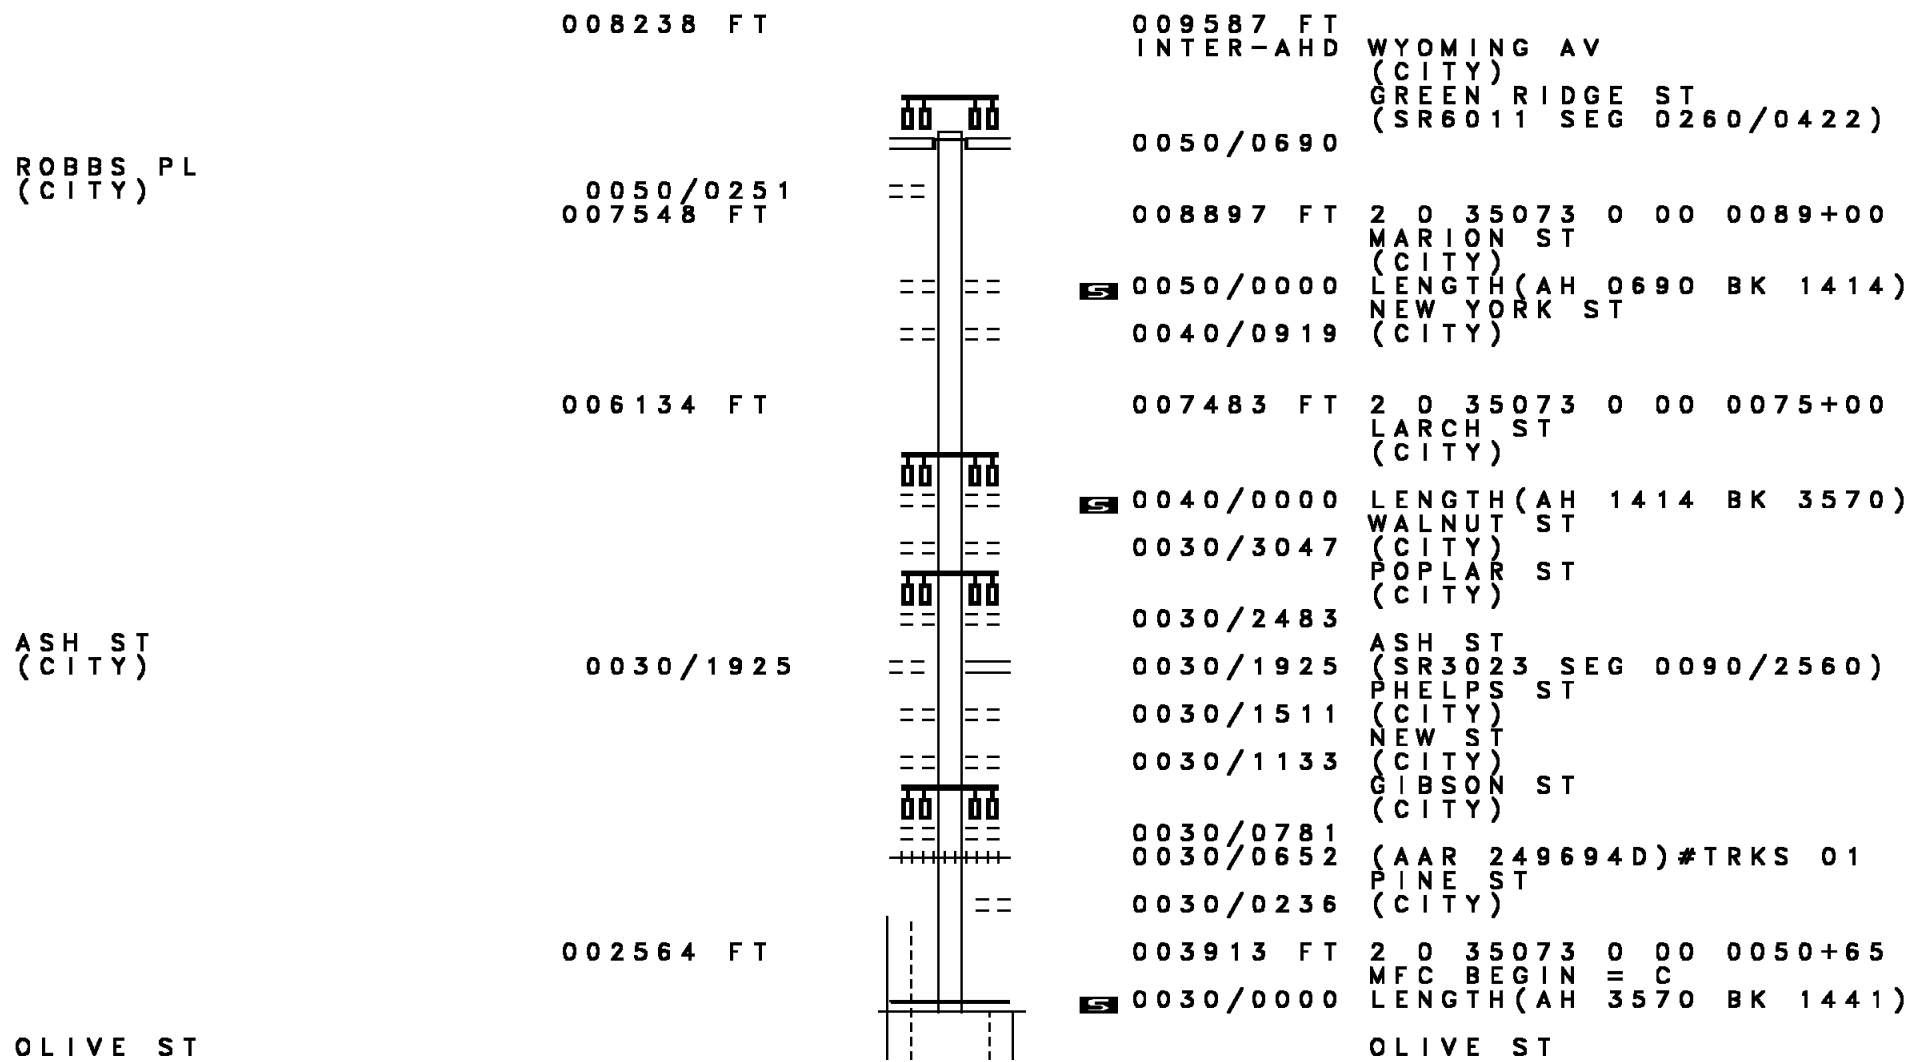 008238 FT 009587 FT
INTER-AHD WYOMING AV
(CITY)
GREEN RIDGE ST
(SR6011 SEG 0260/0422)
0050/0690
ROBBS PL
(CITY) 0050/0251
007548 FT 008897 FT 2 0 35073 0 00 0089+00
MARION ST
(CITY)
S 0050/0000 LENGTH(AH 0690 BK 1414)
NEW YORK ST
0040/0919 (CITY)
006134 FT 007483 FT 2 0 35073 0 00 0075+00
LARCH ST
(CITY)
S 0040/0000 LENGTH(AH 1414 BK 3570)
WALNUT ST
0030/3047 (CITY)
POPLAR ST
(CITY)
0030/2483
ASH ST ASH ST
(CITY) 0030/1925 0030/1925 (SR3023 SEG 0090/2560)
PHELPS ST
0030/1511 (CITY)
NEW ST
0030/1133 (CITY)
GIBSON ST
(CITY)
0030/0781
0030/0652 (AAR 249694D)#TRKS 01
PINE ST
0030/0236 (CITY)
002564 FT 003913 FT 2 0 35073 0 00 0050+65
MFC BEGIN = C
S 0030/0000 LENGTH(AH 3570 BK 1441)
OLIVE ST OLIVE ST